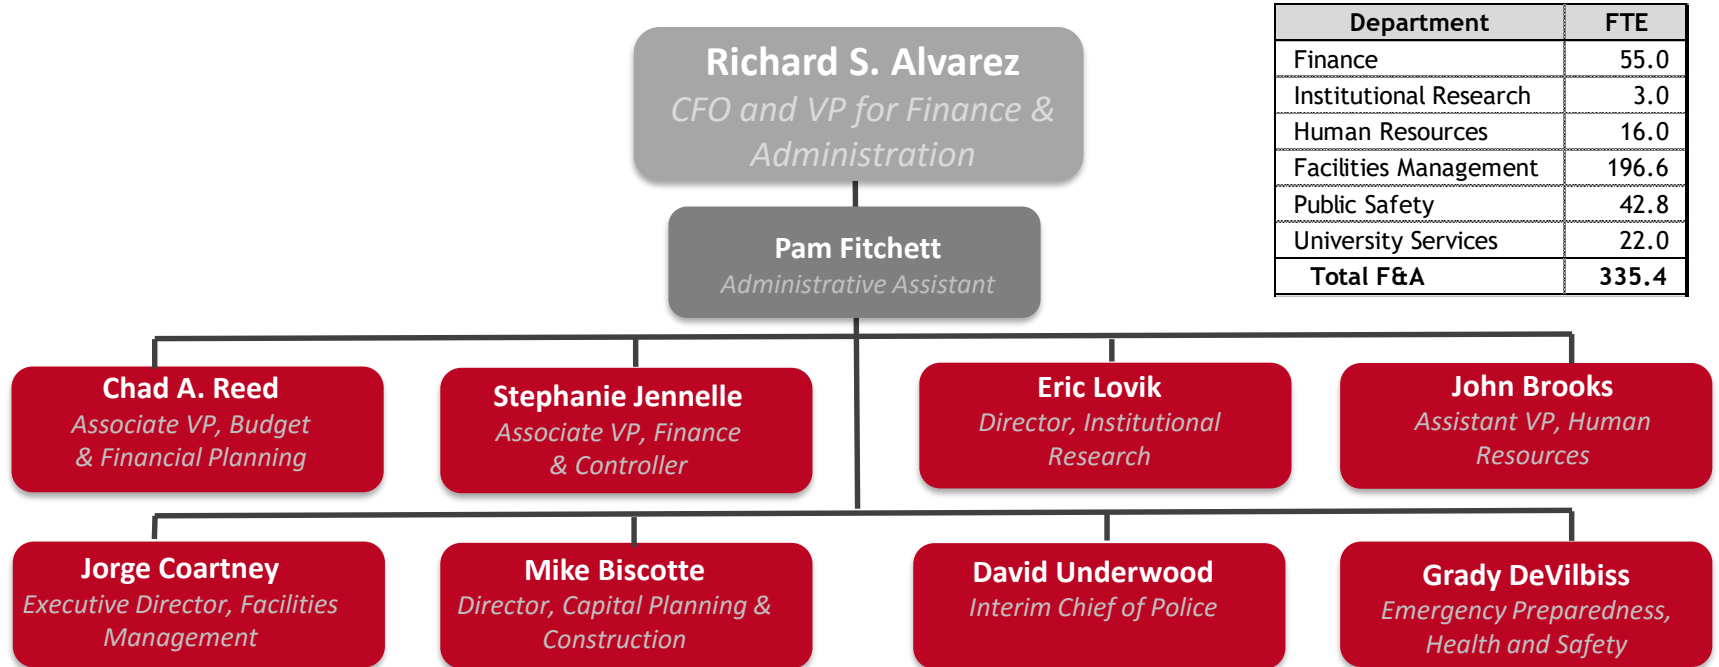 Richard S. Alvarez
CFO and VP for Finance &
Administration
Pam Fitchett
Administrative Assistant
Department FTE
Finance 55.0
Institutional Research 3.0
Human Resources 16.0
Facilities Management 196.6
Public Safety 42.8
University Services 22.0
Total F&A 335.4
Chad A. Reed
Associate VP, Budget
& Financial Planning
Stephanie Jennelle
Associate VP, Finance
& Controller
Eric Lovik
Director, Institutional
Research
John Brooks
Assistant VP, Human
Resources
Jorge Coartney
Executive Director, Facilities
Management
Mike Biscotte
Director, Capital Planning &
Construction
David Underwood
Interim Chief of Police
Grady DeVilbiss
Emergency Preparedness,
Health and Safety